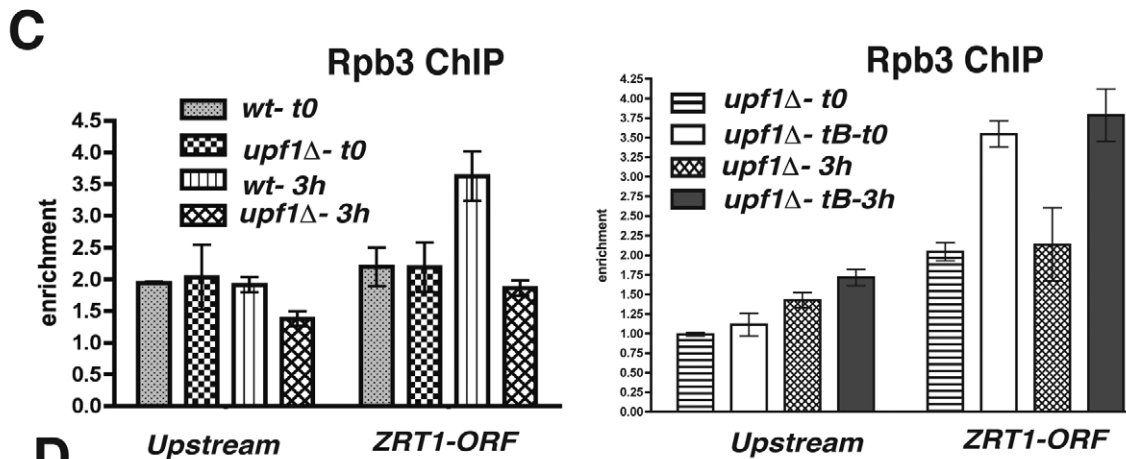 C
Rpb3 ChIP
wt- t0
upf1Δ- t0
wt- 3h
upf1Δ- 3h
enrichment
4.5
4.0
3.5
3.0
2.5
2.0
1.5
1.0
0.5
0.0
Upstream
ZRT1-ORF
Rpb3 ChIP
upf1Δ- t0
upf1Δ- tB-t0
upf1Δ- 3h
upf1Δ- tB-3h
enrichment
4.25
4.00
3.75
3.50
3.25
3.00
2.75
2.50
2.25
2.00
1.75
1.50
1.25
1.00
0.75
0.50
0.25
0.00
Upstream
ZRT1-ORF
D